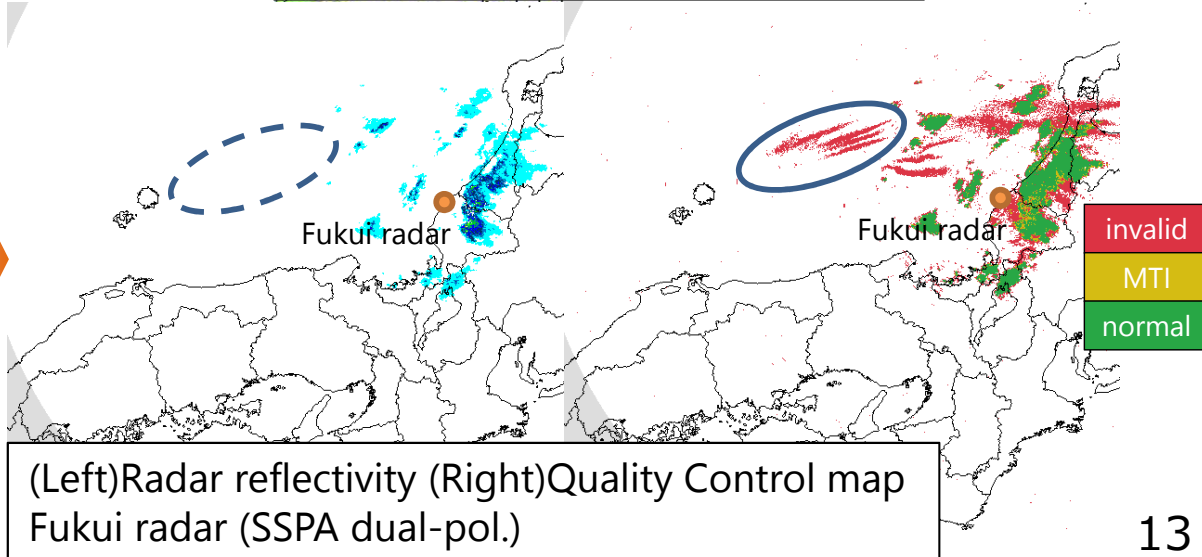 Fukui radar
Fukui radar
invalid
MTI
normal
(Left)Radar reflectivity (Right)Quality Control map
Fukui radar (SSPA dual-pol.)
13